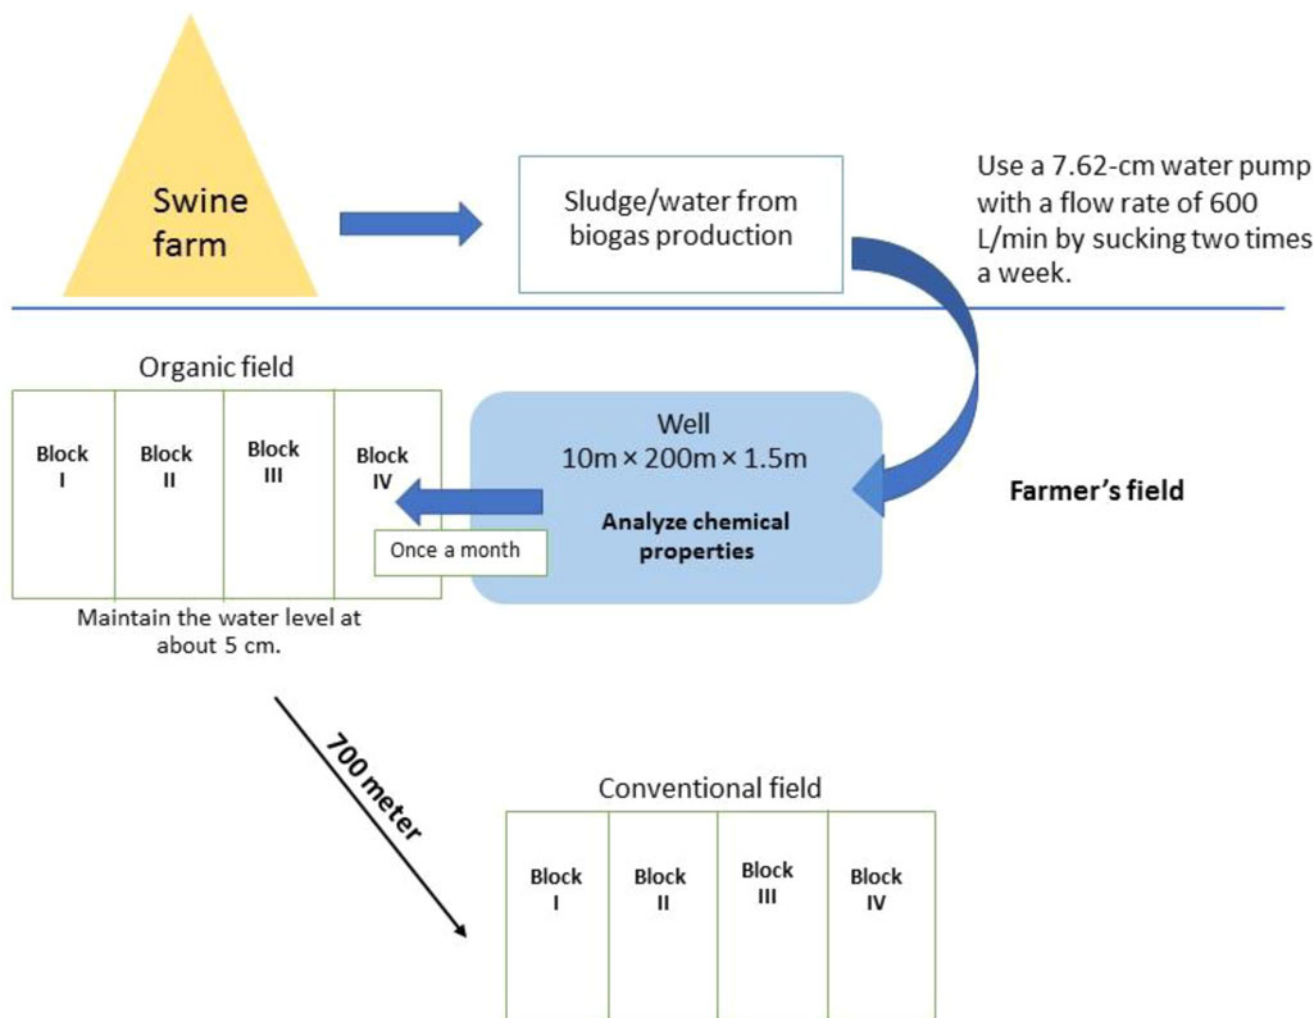 Swine
farm
Sludge/water from
biogas production
Use a 7.62-cm water pump
with a flow rate of 600
L/min by sucking two times
a week.
Organic field
Block
I
Block
II
Block
III
Block
IV
Well
10m × 200m × 1.5m
Analyze chemical
properties
Once a month
Farmer’s field
Maintain the water level at
about 5 cm.
700 meter
Conventional field
Block
I
Block
II
Block
III
Block
IV